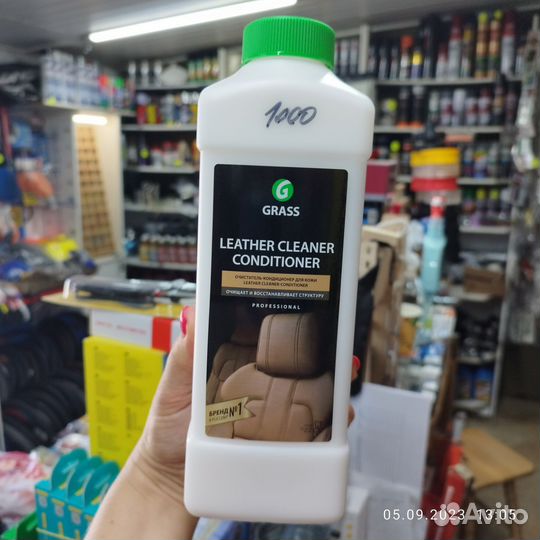 1000
GRASS
LEATHER CLEANER
CONDITIONER
ОЧИСТИТЕЛЬ-КОНДИЦИОНЕР ДЛЯ КОЖИ
LEATHER CLEANER CONDITIONER
ОЧИЩАЕТ И ВОССТАНАВЛИВАЕТ СТРУКТУРУ
PROFESSIONAL
БРЕНД №1
05.09.2023 13:05
Avito